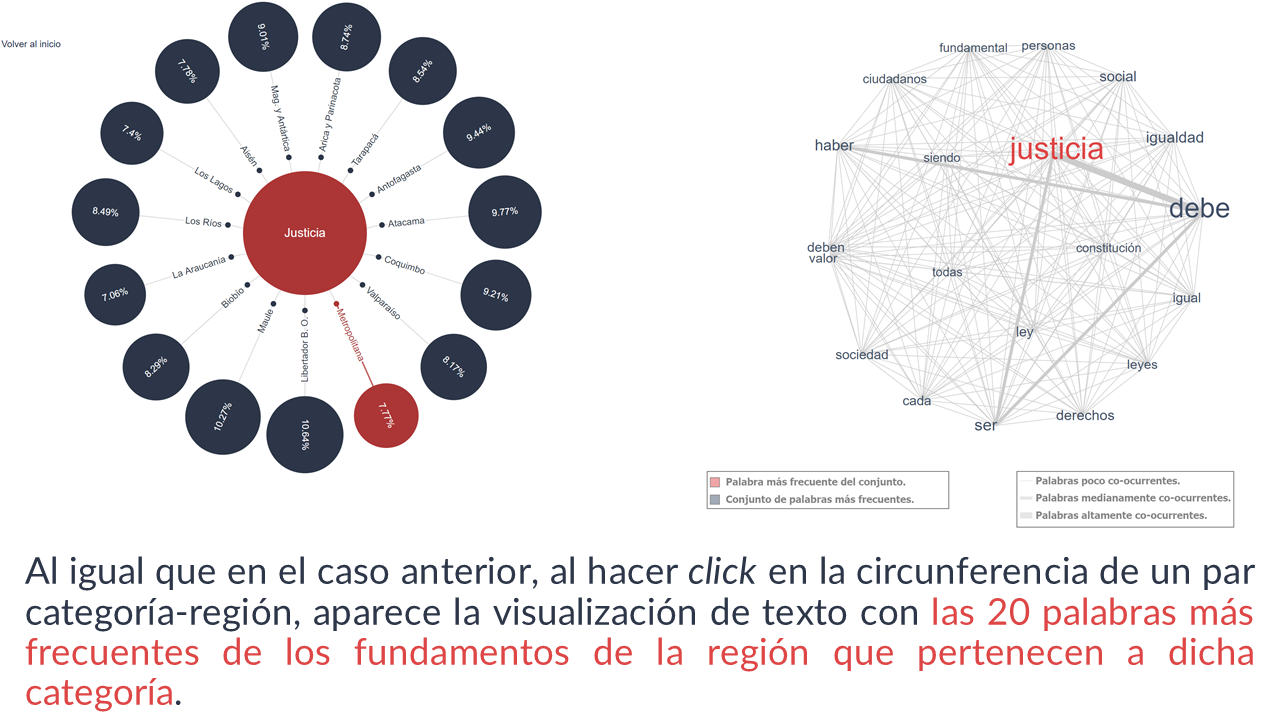 Volver al inicio
9.01%
8.74%
7.78%
8.54%
7.4%
9.44%
8.49%
9.77%
7.06%
9.21%
8.29%
8.17%
10.27%
10.64%
7.77%
Mag. y Antártica
Arica y Parinacota
Aisén
Tarapacá
Los Lagos
Antofagasta
Los Ríos
Atacama
La Araucanía
Coquimbo
Biobío
Valparaíso
Maule
Libertador B. O.
Metropolitana
Justicia
fundamental
personas
ciudadanos
social
haber
siendo
justicia
igualdad
debe
deben
valor
constitución
todas
igual
ley
sociedad
leyes
cada
ser
derechos
Palabra más frecuente del conjunto.
Conjunto de palabras más frecuentes.
Palabras poco co-ocurrentes.
Palabras medianamente co-ocurrentes.
Palabras altamente co-ocurrentes.
Al igual que en el caso anterior, al hacer click en la circunferencia de un par
categoría-región, aparece la visualización de texto con las 20 palabras más
frecuentes de los fundamentos de la región que pertenecen a dicha
categoría.